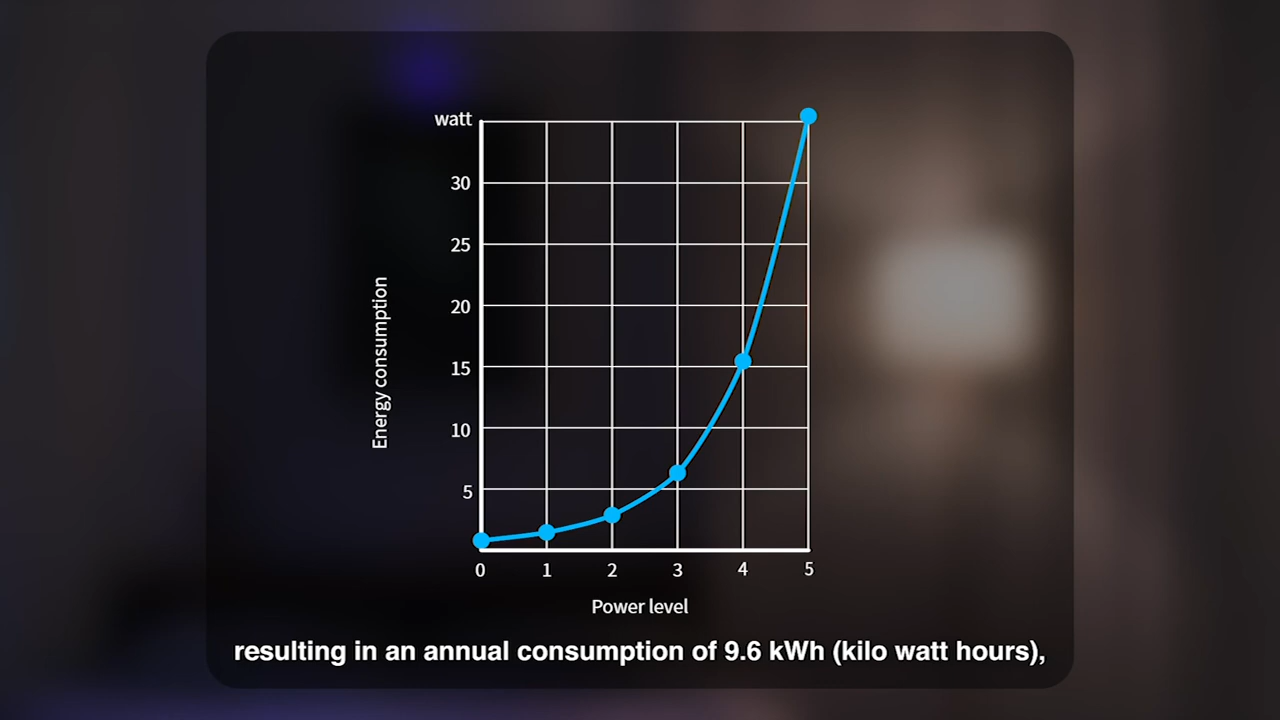 watt
30
25
20
15
10
5
Energy consumption
0 1 2 3 4 5
Power level
resulting in an annual consumption of 9.6 kWh (kilo watt hours),